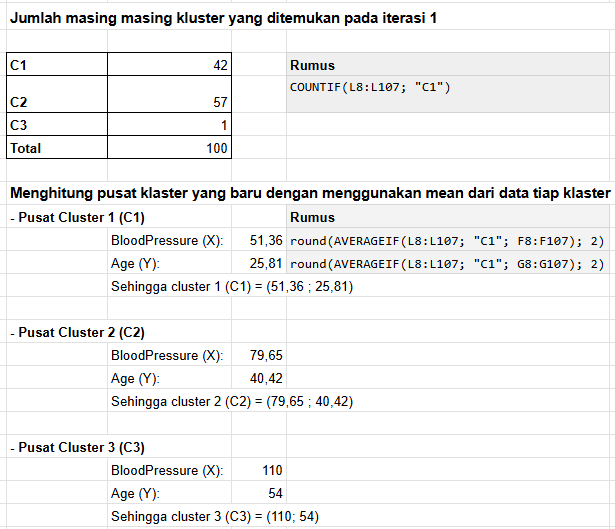 Jumlah masing masing kluster yang ditemukan pada iterasi 1
C1 42 Rumus
COUNTIF(L8:L107; "C1")
C2 57
C3 1
Total 100
Menghitung pusat klaster yang baru dengan menggunakan mean dari data tiap klaster
- Pusat Cluster 1 (C1) Rumus
BloodPressure (X): 51,36 round(AVERAGEIF(L8:L107; "C1"; F8:F107); 2)
Age (Y): 25,81 round(AVERAGEIF(L8:L107; "C1"; G8:G107); 2)
Sehingga cluster 1 (C1) = (51,36 ; 25,81)
- Pusat Cluster 2 (C2)
BloodPressure (X): 79,65
Age (Y): 40,42
Sehingga cluster 2 (C2) = (79,65 ; 40,42)
- Pusat Cluster 3 (C3)
BloodPressure (X): 110
Age (Y): 54
Sehingga cluster 3 (C3) = (110; 54)